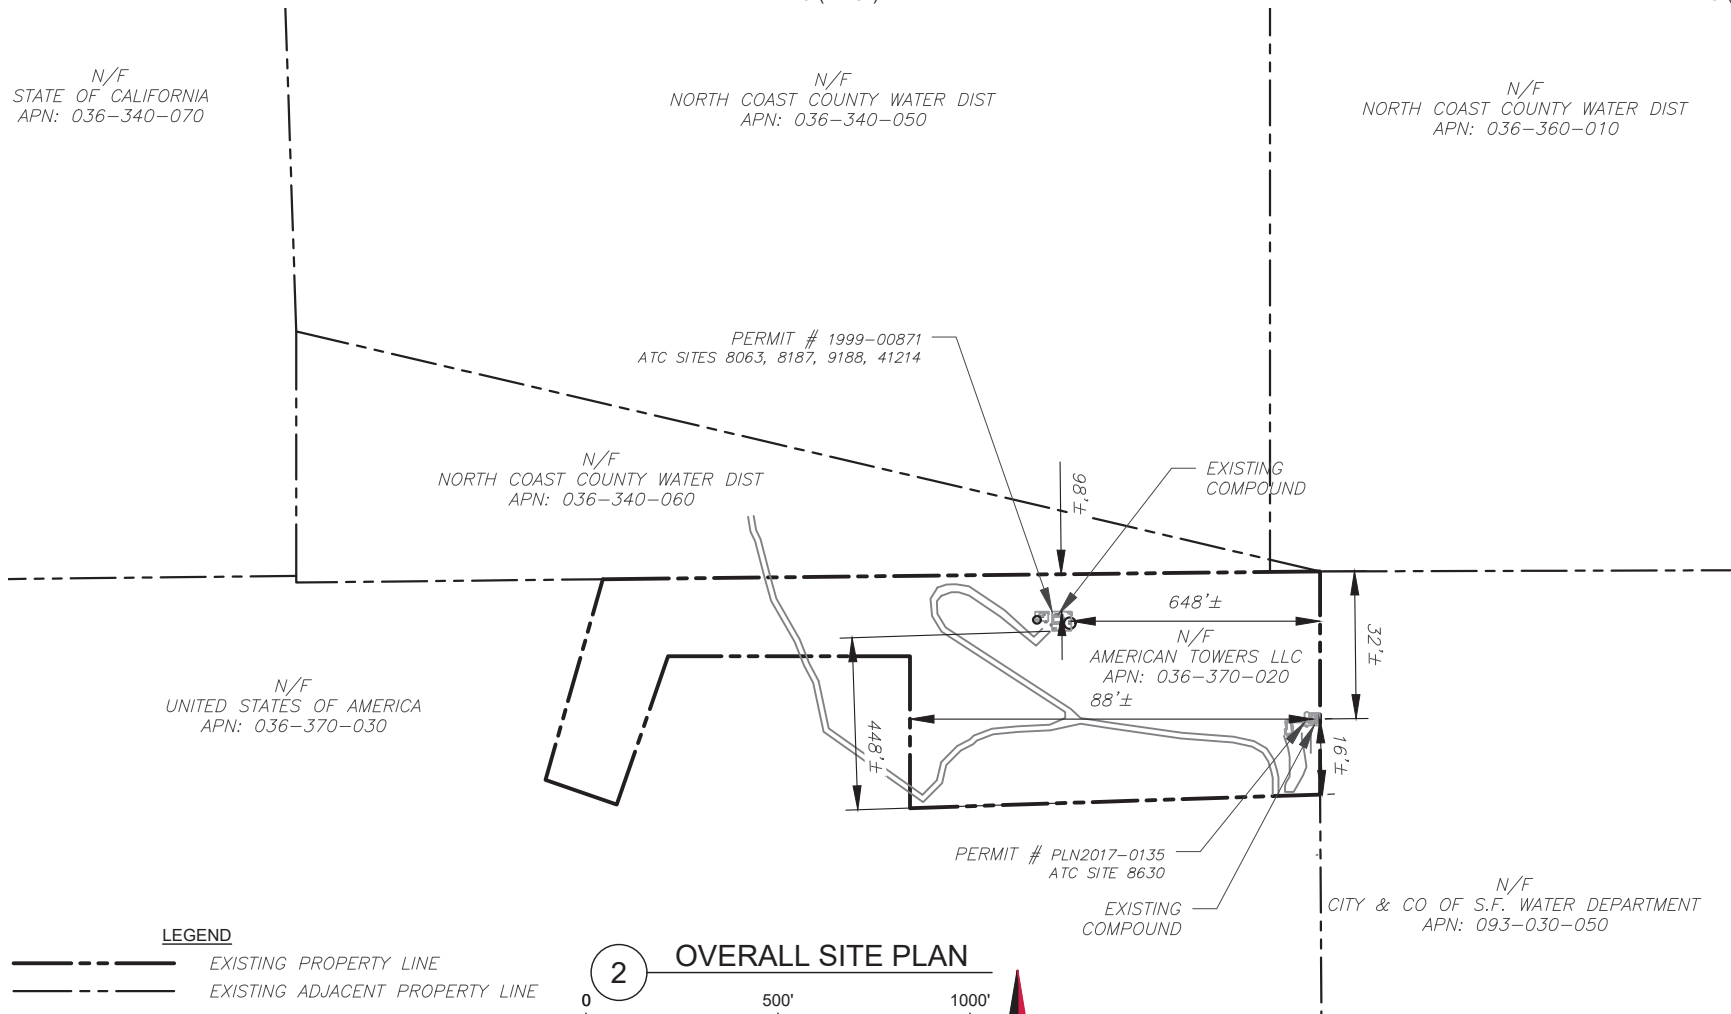 N/F
STATE OF CALIFORNIA
APN: 036-340-070
N/F
NORTH COAST COUNTY WATER DIST
APN: 036-340-050
N/F
NORTH COAST COUNTY WATER DIST
APN: 036-360-010
PERMIT # 1999-00871
ATC SITES 8063, 8187, 9188, 41214
N/F
NORTH COAST COUNTY WATER DIST
APN: 036-340-060
98'±
EXISTING
COMPOUND
648'±
N/F
AMERICAN TOWERS LLC
APN: 036-370-020
32'±
88'±
N/F
UNITED STATES OF AMERICA
APN: 036-370-030
448'±
16'±
PERMIT # PLN2017-0135
ATC SITE 8630
EXISTING
COMPOUND
N/F
CITY & CO OF S.F. WATER DEPARTMENT
APN: 093-030-050
LEGEND
EXISTING PROPERTY LINE
EXISTING ADJACENT PROPERTY LINE
2
OVERALL SITE PLAN
0
500'
1000'